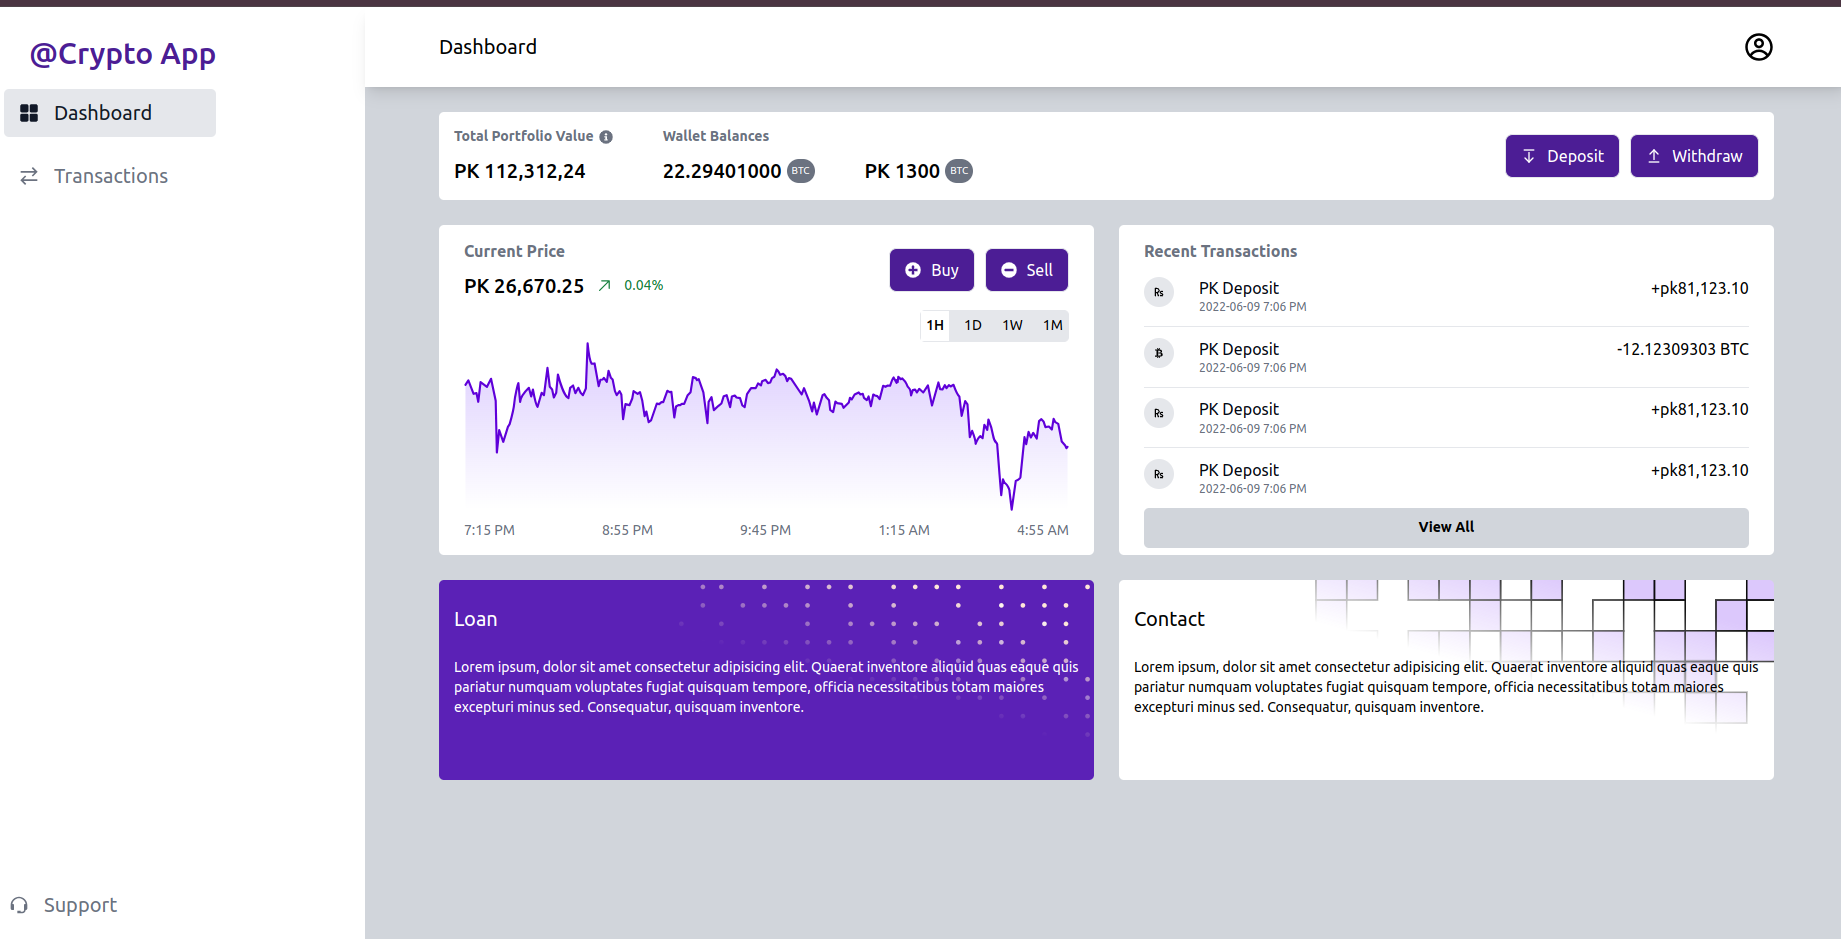 @Crypto App
Dashboard
Transactions
Support
Dashboard
Total Portfolio Value
PK 112,312,24
Wallet Balances
22.29401000 BTC
PK 1300 BTC
Deposit
Withdraw
Current Price
PK 26,670.25 0.04%
Buy
Sell
1H 1D 1W 1M
7:15 PM 8:55 PM 9:45 PM 1:15 AM 4:55 AM
Recent Transactions
Rs PK Deposit +pk81,123.10
2022-06-09 7:06 PM
PK Deposit -12.12309303 BTC
2022-06-09 7:06 PM
Rs PK Deposit +pk81,123.10
2022-06-09 7:06 PM
Rs PK Deposit +pk81,123.10
2022-06-09 7:06 PM
View All
Loan
Lorem ipsum, dolor sit amet consectetur adipisicing elit. Quaerat inventore aliquid quas eaque quis
pariatur numquam voluptates fugiat quisquam tempore, officia necessitatibus totam maiores
excepturi minus sed. Consequatur, quisquam inventore.
Contact
Lorem ipsum, dolor sit amet consectetur adipisicing elit. Quaerat inventore aliquid quas eaque quis
pariatur numquam voluptates fugiat quisquam tempore, officia necessitatibus totam maiores
excepturi minus sed. Consequatur, quisquam inventore.